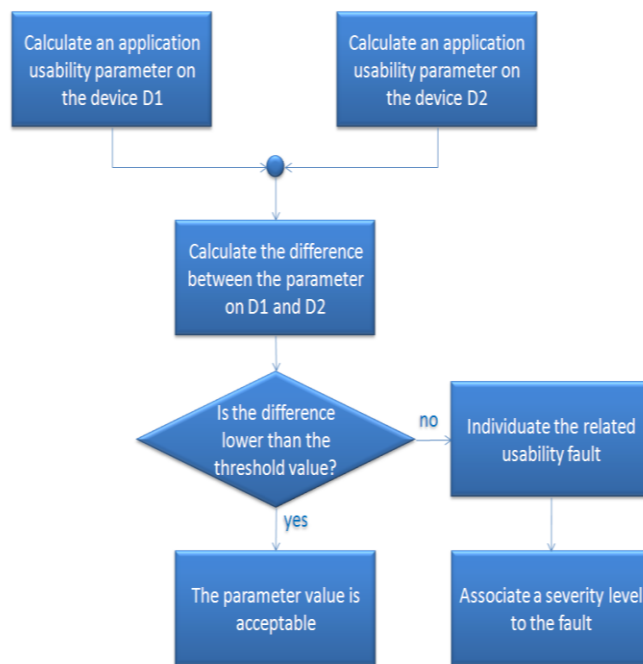 Calculate an application
usability parameter on
the device D1
Calculate an application
usability parameter on
the device D2
Calculate the difference
between the parameter
on D1 and D2
Is the difference
lower than the
threshold value?
no
Individuate the related
usability fault
yes
The parameter value is
acceptable
Associate a severity level
to the fault